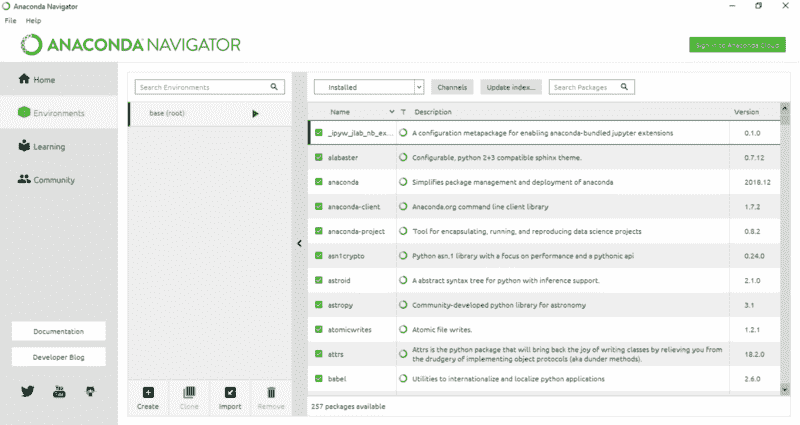 Anaconda Navigator
File Help
ANACONDA NAVIGATOR
Sign in to Anaconda Cloud
Home
Environments
Learning
Community
Documentation
Developer Blog
Search Environments
base (root)
Create Clone Import Remove
Installed Channels Update index... Search Packages
Name T Description Version
_ipyw_jlab_nb_ex... A configuration metapackage for enabling anaconda-bundled jupyter extensions 0.1.0
alabaster Configurable, python 2+3 compatible sphinx theme. 0.7.12
anaconda Simplifies package management and deployment of anaconda 2018.12
anaconda-client Anaconda.org command line client library 1.7.2
anaconda-project Tool for encapsulating, running, and reproducing data science projects 0.8.2
asn1crypto Python asn.1 library with a focus on performance and a pythonic api 0.24.0
astroid A abstract syntax tree for python with inference support. 2.1.0
astropy Community-developed python library for astronomy 3.1
atomicwrites Atomic file writes. 1.2.1
attrs Attrs is the python package that will bring back the joy of writing classes by relieving you from
the drudgery of implementing object protocols (aka dunder methods). 18.2.0
babel Utilities to internationalize and localize python applications 2.6.0
257 packages available